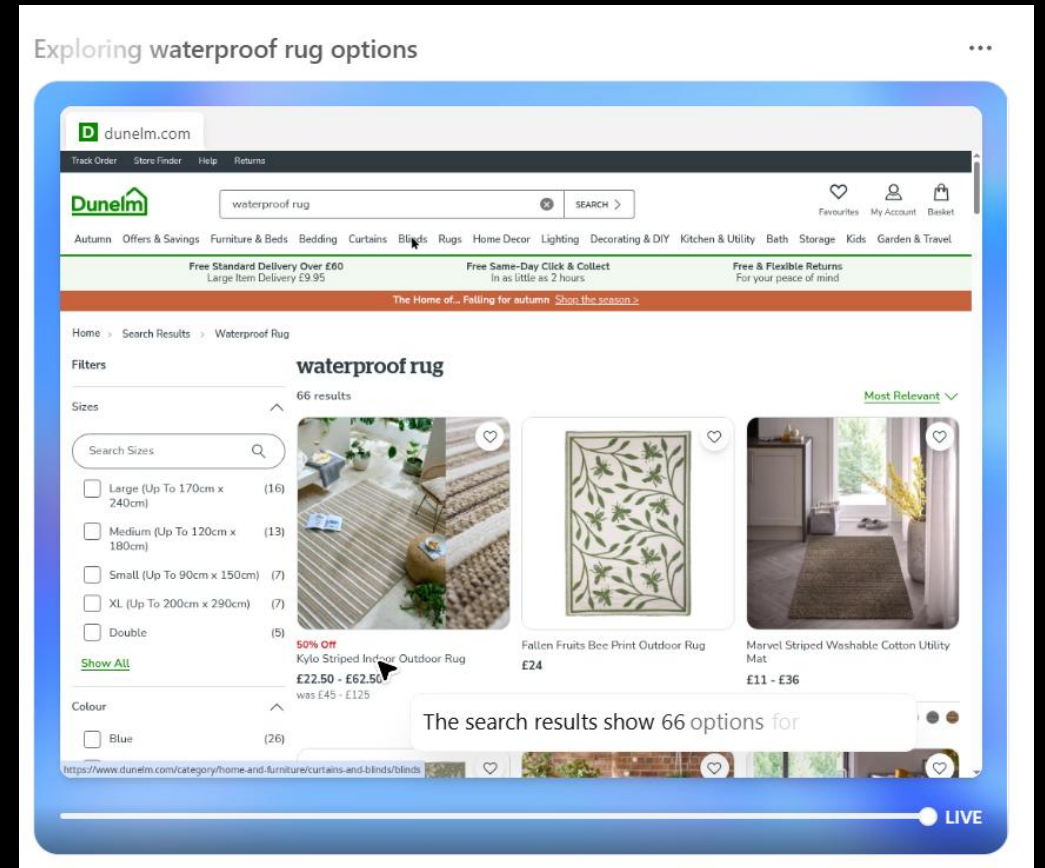 Exploring waterproof rug options
dunelm.com
Track Order Store Finder Help Returns
Dunelm
waterproof rug
SEARCH
Favourites My Account Basket
Autumn Offers & Savings Furniture & Beds Bedding Curtains Blinds Rugs Home Decor Lighting Decorating & DIY Kitchen & Utility Bath Storage Kids Garden & Travel
Free Standard Delivery Over £60
Large Item Delivery £9.95
Free Same-Day Click & Collect
In as little as 2 hours
Free & Flexible Returns
For your peace of mind
The Home of... Falling for autumn Shop the season >
Home > Search Results > Waterproof Rug
Filters
waterproof rug
66 results
Most Relevant
Sizes
Search Sizes
Large (Up To 170cm x 240cm) (16)
Medium (Up To 120cm x 180cm) (13)
Small (Up To 90cm x 150cm) (7)
XL (Up To 200cm x 290cm) (7)
Double (5)
Show All
Colour
Blue (26)
50% Off
Kylo Striped Indoor Outdoor Rug
£22.50 - £62.50
was £45 - £125
Fallen Fruits Bee Print Outdoor Rug
£24
Marvel Striped Washable Cotton Utility
Mat
£11 - £36
The search results show 66 options for
https://www.dunelm.com/category/home-and-furniture/curtains-and-blinds/blinds
LIVE